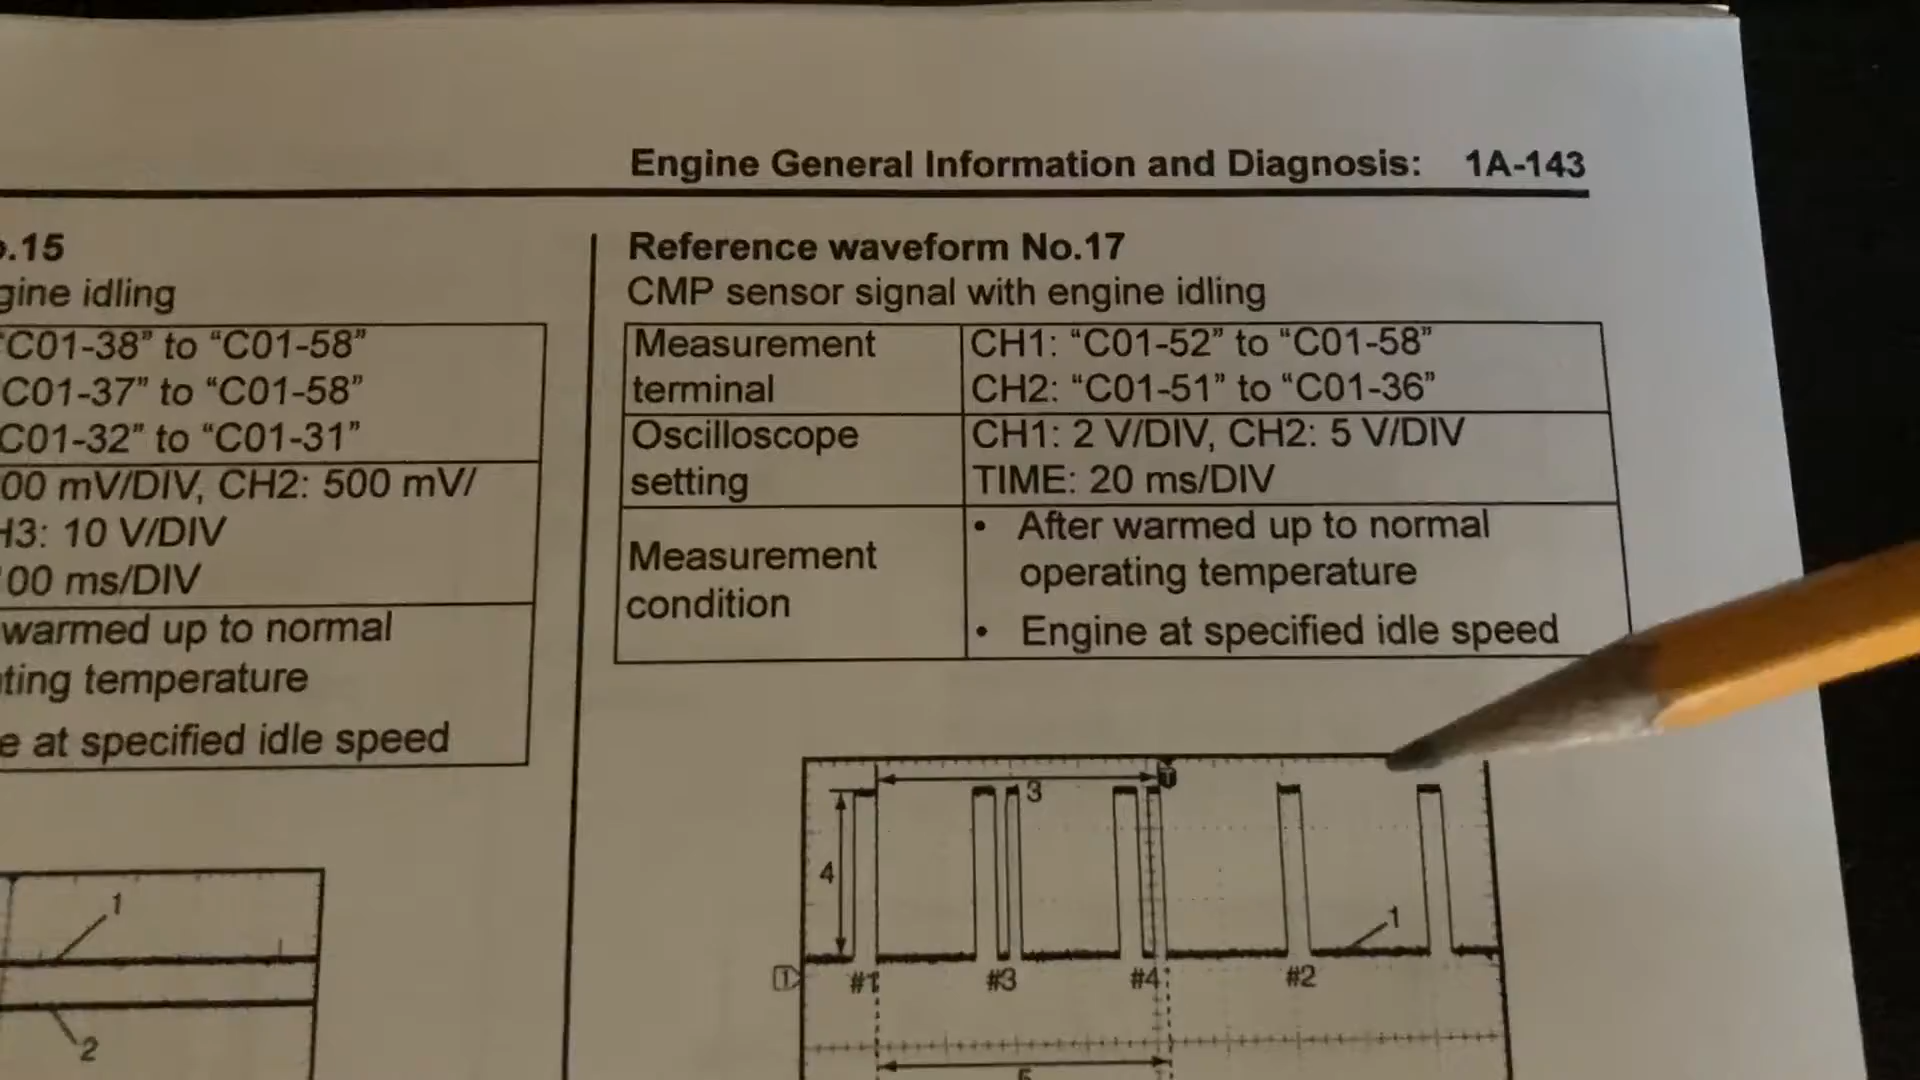 Engine General Information and Diagnosis: 1A-143
.15
gine idling
“C01-38” to “C01-58”
C01-37” to “C01-58”
C01-32” to “C01-31”
00 mV/DIV, CH2: 500 mV/
H3: 10 V/DIV
00 ms/DIV
warmed up to normal
ting temperature
e at specified idle speed
1
2
Reference waveform No.17
CMP sensor signal with engine idling
Measurement terminal
CH1: “C01-52” to “C01-58”
CH2: “C01-51” to “C01-36”
Oscilloscope setting
CH1: 2 V/DIV, CH2: 5 V/DIV
TIME: 20 ms/DIV
Measurement condition
• After warmed up to normal
operating temperature
• Engine at specified idle speed
3
4
1
1
#1 #3 #4 #2